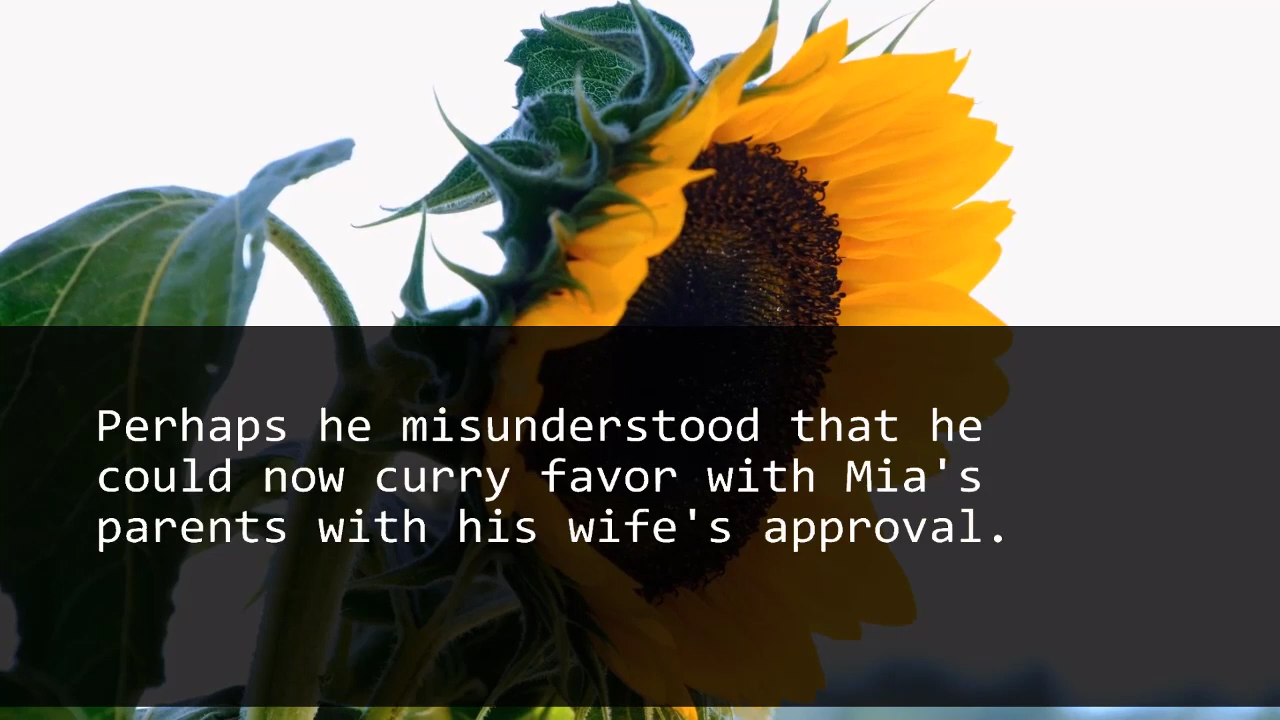 Perhaps he misunderstood that he
could now curry favor with Mia's
parents with his wife's approval.